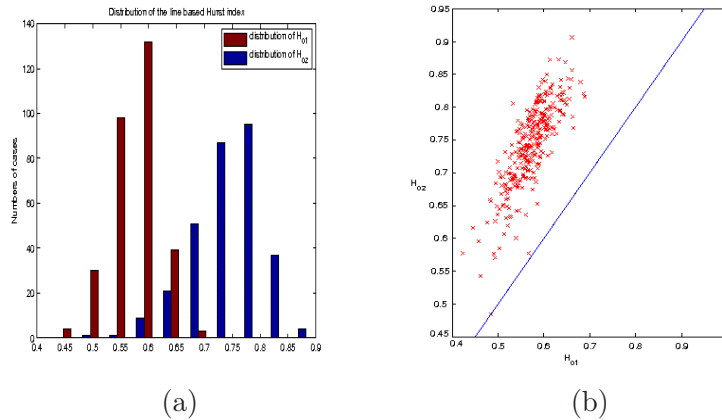 Distribution of the line based Hurst index
distribution of H_o1
distribution of H_oz
Numbers of cases
140
120
100
80
60
40
20
0
0.4 0.45 0.5 0.55 0.6 0.65 0.7 0.75 0.8 0.85 0.9
(a)
0.95
0.9
0.85
0.8
0.75
0.7
0.65
0.6
0.55
0.5
0.45
H_oz
0.4 0.5 0.6 0.7 0.8 0.9
H_o1
(b)